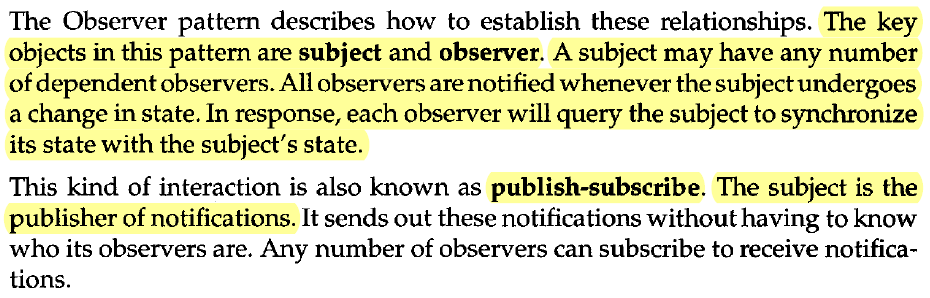 The Observer pattern describes how to establish these relationships. The key
objects in this pattern are subject and observer. A subject may have any number
of dependent observers. All observers are notified whenever the subject undergoes
a change in state. In response, each observer will query the subject to synchronize
its state with the subject's state.
This kind of interaction is also known as publish-subscribe. The subject is the
publisher of notifications. It sends out these notifications without having to know
who its observers are. Any number of observers can subscribe to receive notifica-
tions.